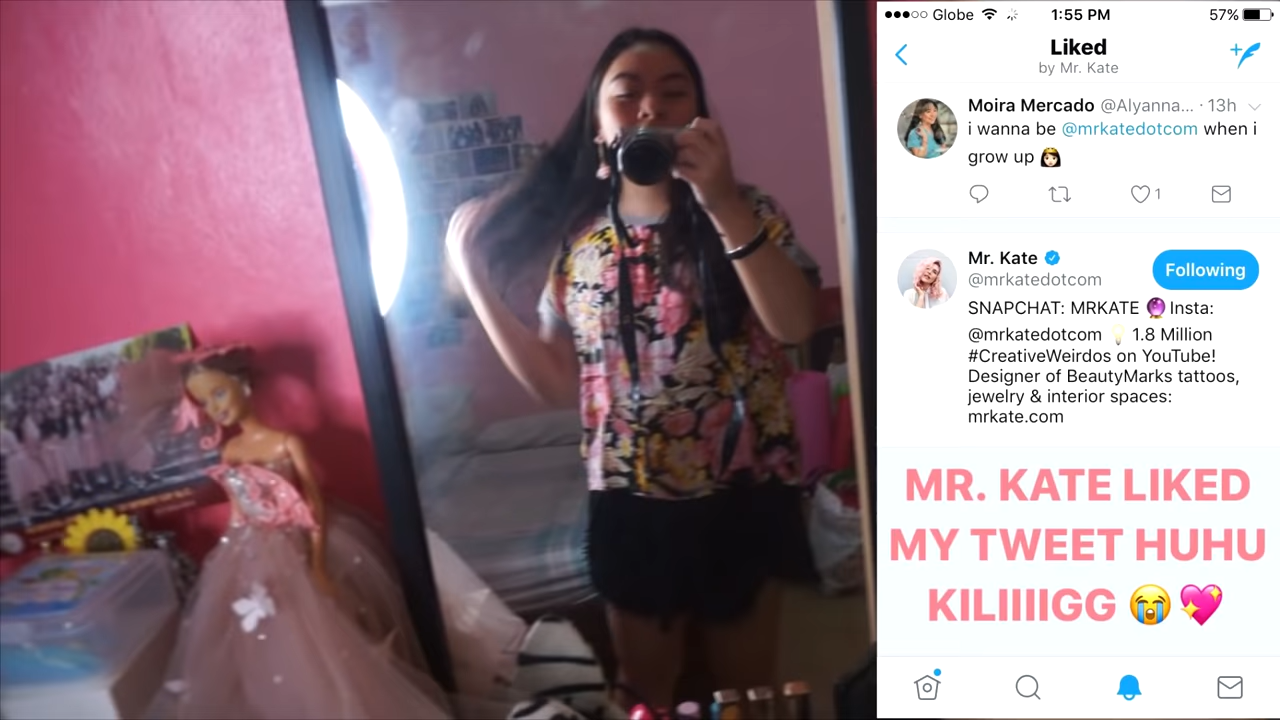 Globe 1:55 PM 57%
Liked
by Mr. Kate
Moira Mercado @Alyanna... · 13h
i wanna be @mrkatedotcom when i
grow up 👸🏻
1
Mr. Kate
@mrkatedotcom
Following
SNAPCHAT: MRKATE 🔮 Insta:
@mrkatedotcom 💡 1.8 Million
#CreativeWeirdos on YouTube!
Designer of BeautyMarks tattoos,
jewelry & interior spaces:
mrkate.com
MR. KATE LIKED
MY TWEET HUHU
KILIIIIGG 😭💖